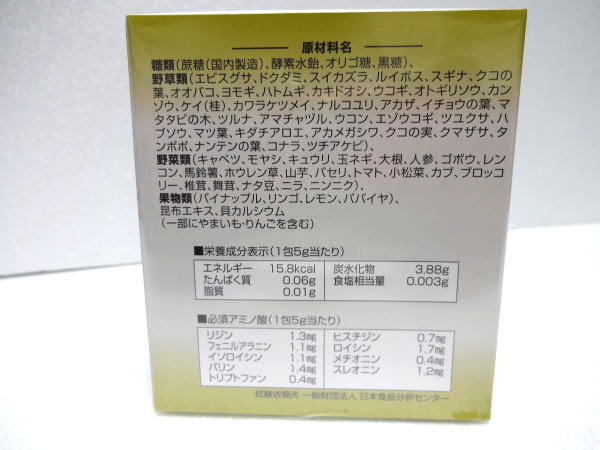 原材料名
糖類(蔗糖(国内製造)、酵素水飴、オリゴ糖、黒糖)、
野草類(エビスグサ、ドクダミ、スイカズラ、ルイボス、スギナ、クコの
葉、オオバコ、ヨモギ、ハトムギ、カキドオシ、ウコギ、オトギリソウ、カン
ゾウ、ケイ(桂)、カワラケツメイ、ナルコユリ、アカザ、イチョウの葉、マ
タタビの木、ツルナ、アマチャヅル、ウコン、エゾウコギ、ツユクサ、ハ
ブソウ、マツ葉、キダチアロエ、アカメガシワ、クコの実、クマザサ、タ
ンポポ、ナンテンの葉、コナラ、ツチアケビ)、
野菜類(キャベツ、モヤシ、キュウリ、玉ネギ、大根、人参、ゴボウ、レン
コン、馬鈴薯、ホウレン草、山芋、パセリ、トマト、小松菜、カブ、ブロッコ
リー、椎茸、舞茸、ナタ豆、ニラ、ニンニク)、
果物類(パイナップル、リンゴ、レモン、パパイヤ)、
昆布エキス、貝カルシウム
(一部にやまいも・りんごを含む)
■栄養成分表示(1包5g当たり)
エネルギー 15.8kcal 炭水化物 3.88g
たんぱく質 0.06g 食塩相当量 0.003g
脂質 0.01g
■必須アミノ酸(1包5g当たり)
リジン 1.3mg ヒスチジン 0.7mg
フェニルアラニン 1.1mg ロイシン 1.7mg
イソロイシン 1.1mg メチオニン 0.4mg
バリン 1.4mg スレオニン 1.2mg
トリプトファン 0.4mg
試験依頼先 一般財団法人 日本食品分析センター